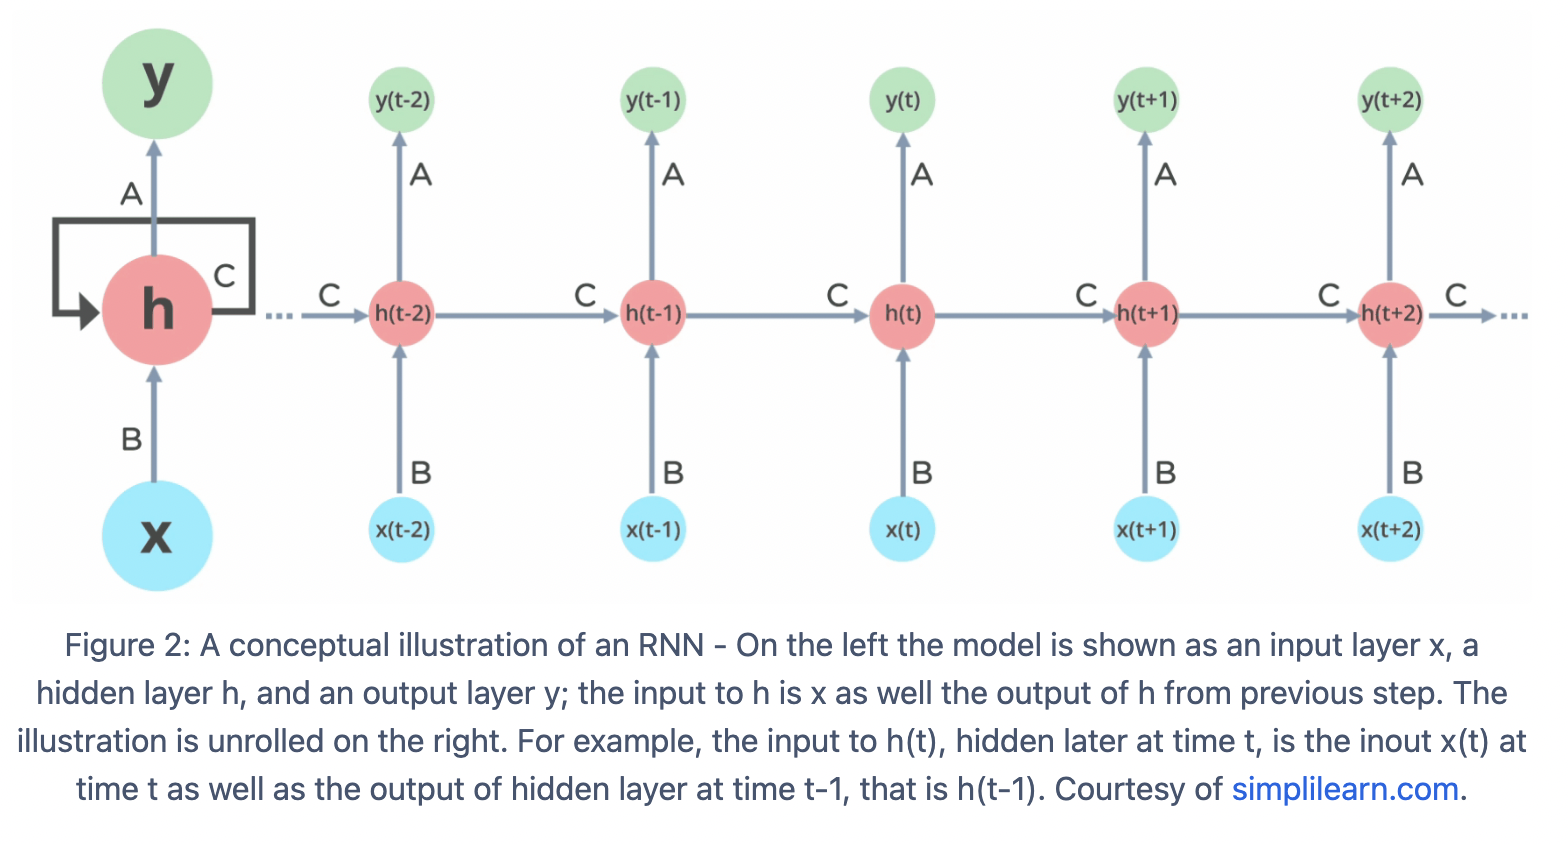 y
y(t-2) y(t-1) y(t) y(t+1) y(t+2)
A A A A A A
C C C C C C C
h h(t-2) h(t-1) h(t) h(t+1) h(t+2)
B B B B B B
x x(t-2) x(t-1) x(t) x(t+1) x(t+2)
Figure 2: A conceptual illustration of an RNN - On the left the model is shown as an input layer x, a
hidden layer h, and an output layer y; the input to h is x as well the output of h from previous step. The
illustration is unrolled on the right. For example, the input to h(t), hidden later at time t, is the inout x(t) at
time t as well as the output of hidden layer at time t-1, that is h(t-1). Courtesy of simplilearn.com.